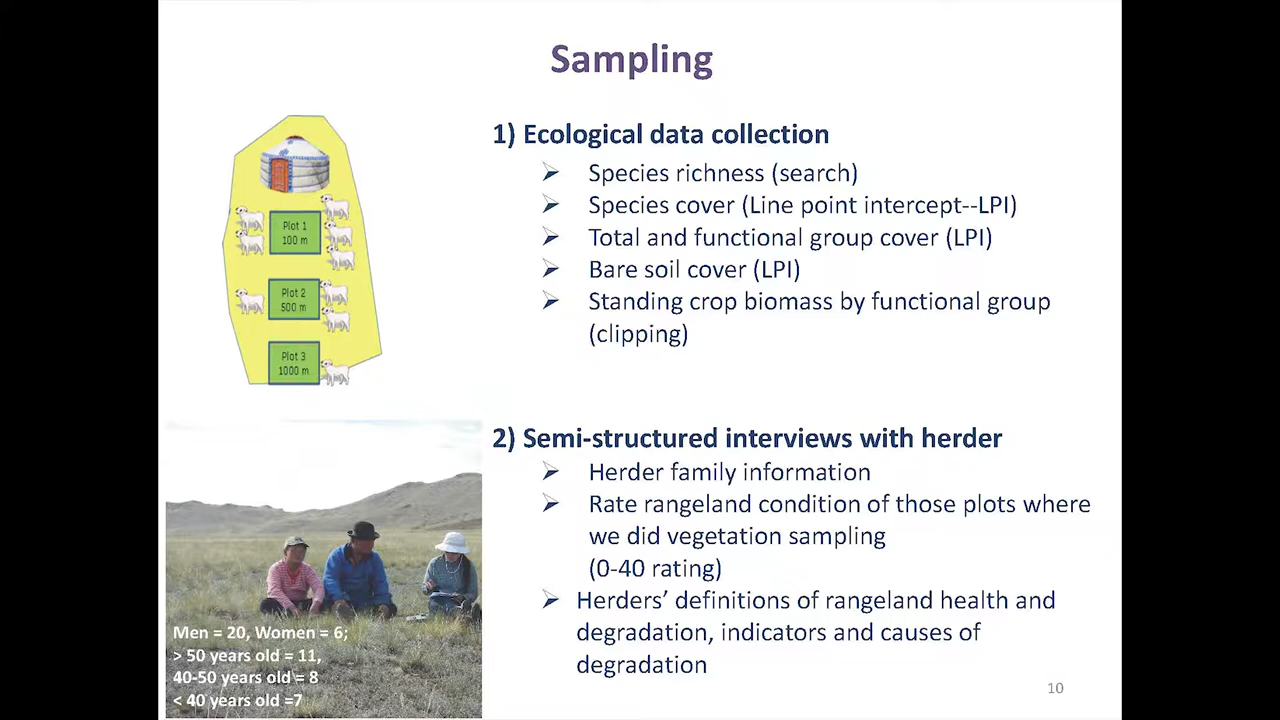 Sampling
Plot 1
100 m
Plot 2
500 m
Plot 3
1000 m
1) Ecological data collection
Species richness (search)
Species cover (Line point intercept--LPI)
Total and functional group cover (LPI)
Bare soil cover (LPI)
Standing crop biomass by functional group
(clipping)
2) Semi-structured interviews with herder
Herder family information
Rate rangeland condition of those plots where
we did vegetation sampling
(0-40 rating)
Herders’ definitions of rangeland health and
degradation, indicators and causes of
degradation
Men = 20, Women = 6;
> 50 years old = 11,
40-50 years old = 8
< 40 years old =7
10